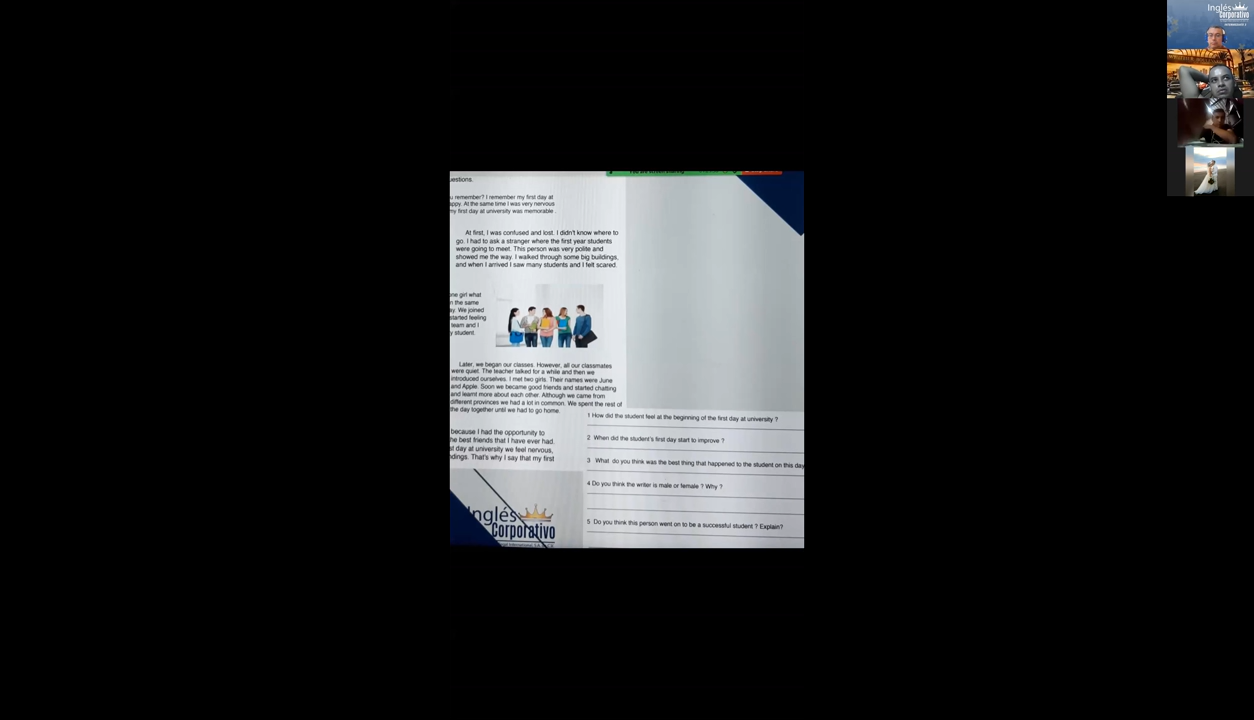 Inglés
Corporativo
uestions.
u remember? I remember my first day at
appy. At the same time I was very nervous
my first day at university was memorable .
At first, I was confused and lost. I didn't know where to
go. I had to ask a stranger where the first year students
were going to meet. This person was very polite and
showed me the way. I walked through some big buildings,
and when I arrived I saw many students and I felt scared.
one girl what
n the same
ay. We joined
started feeling
team and I
y student.
Later, we began our classes. However, all our classmates
were quiet. The teacher talked for a while and then we
introduced ourselves. I met two girls. Their names were June
and Apple. Soon we became good friends and started chatting
and learnt more about each other. Although we came from
different provinces we had a lot in common. We spent the rest of
the day together until we had to go home.
because I had the opportunity to
he best friends that I have ever had.
st day at university we feel nervous,
ndings. That's why I say that my first
1 How did the student feel at the beginning of the first day at university ?
2 When did the student's first day start to improve ?
3 What do you think was the best thing that happened to the student on this day
4 Do you think the writer is male or female ? Why ?
5 Do you think this person went on to be a successful student ? Explain?
Inglés
Corporativo